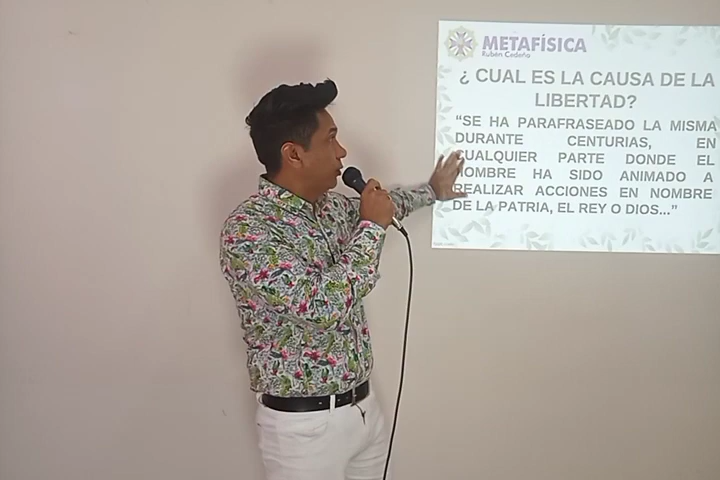 METAFÍSICA
Rubén Cedeño
¿ CUAL ES LA CAUSA DE LA
LIBERTAD?
“SE HA PARAFRASEADO LA MISMA
DURANTE CENTURIAS, EN
CUALQUIER PARTE DONDE EL
HOMBRE HA SIDO ANIMADO A
REALIZAR ACCIONES EN NOMBRE
DE LA PATRIA, EL REY O DIOS...”